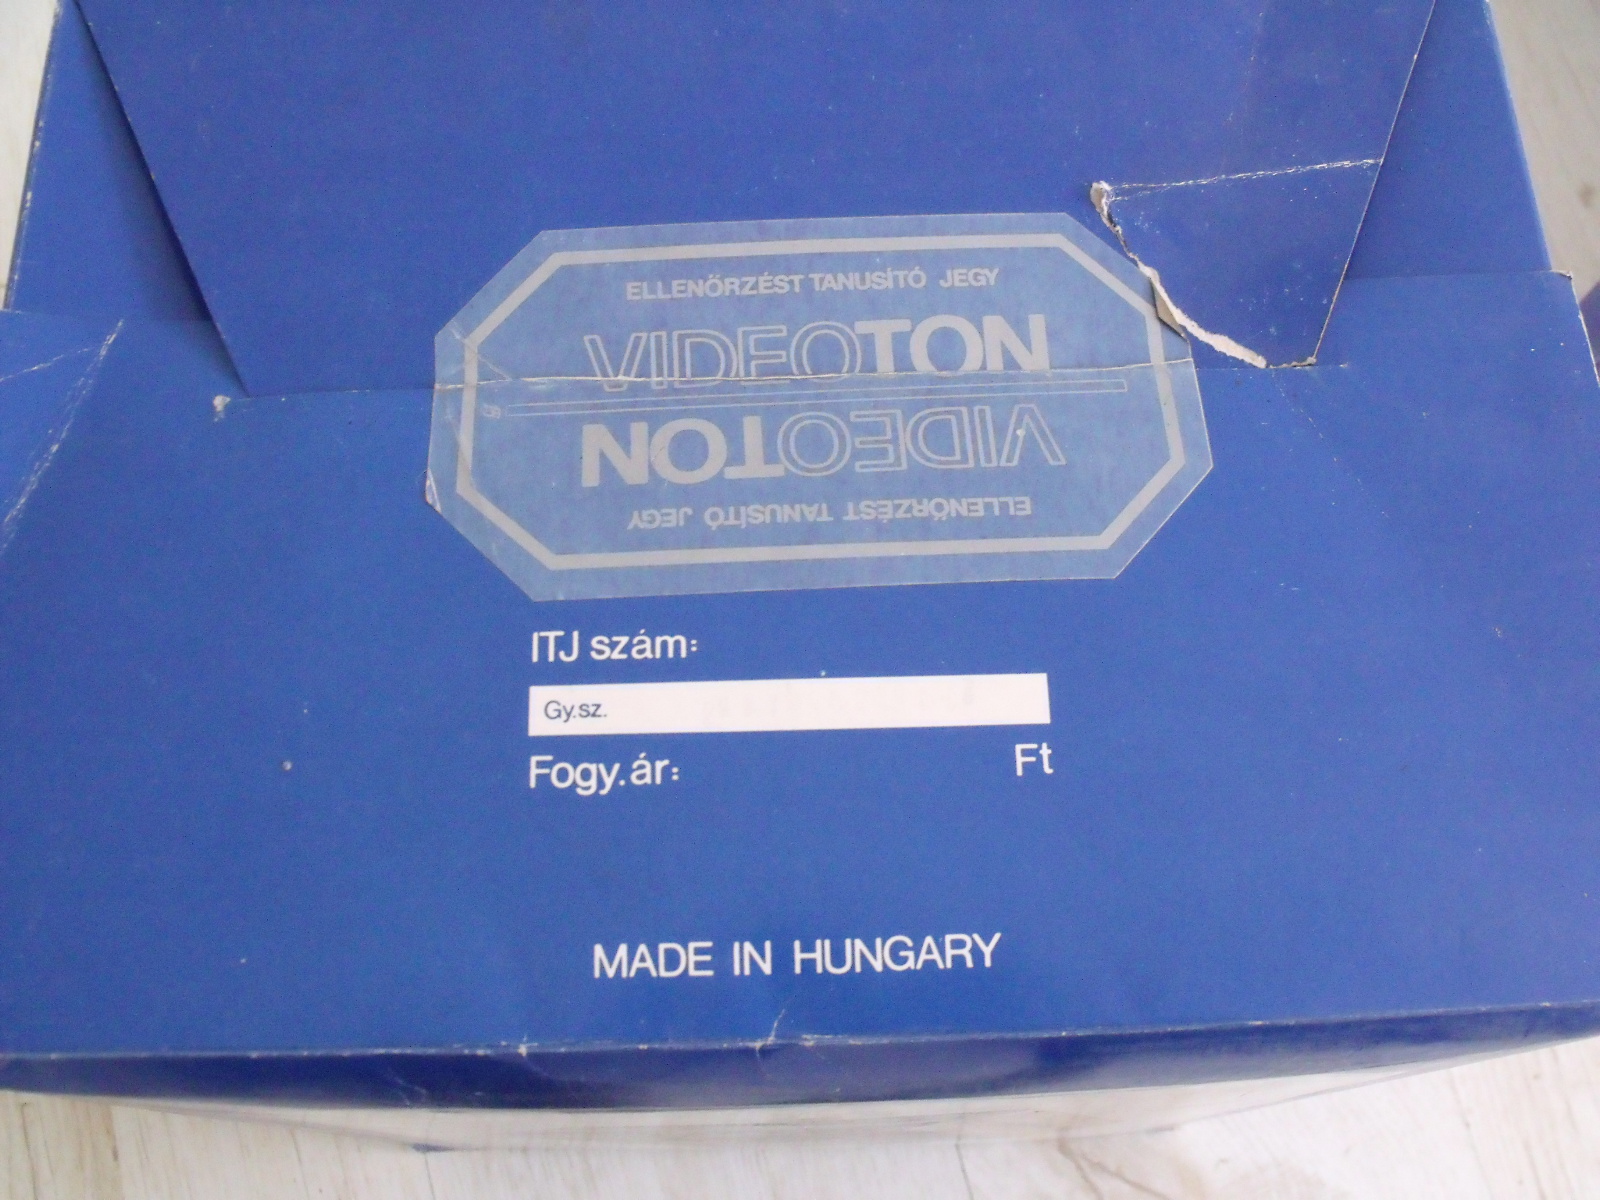 ELLENŐRZÉST TANUSÍTÓ JEGY
VIDEOTON
VIDEOTON
ELLENŐRZÉST TANUSÍTÓ JEGY
ITJ szám:
Gy.sz.
Fogy.ár: Ft
MADE IN HUNGARY